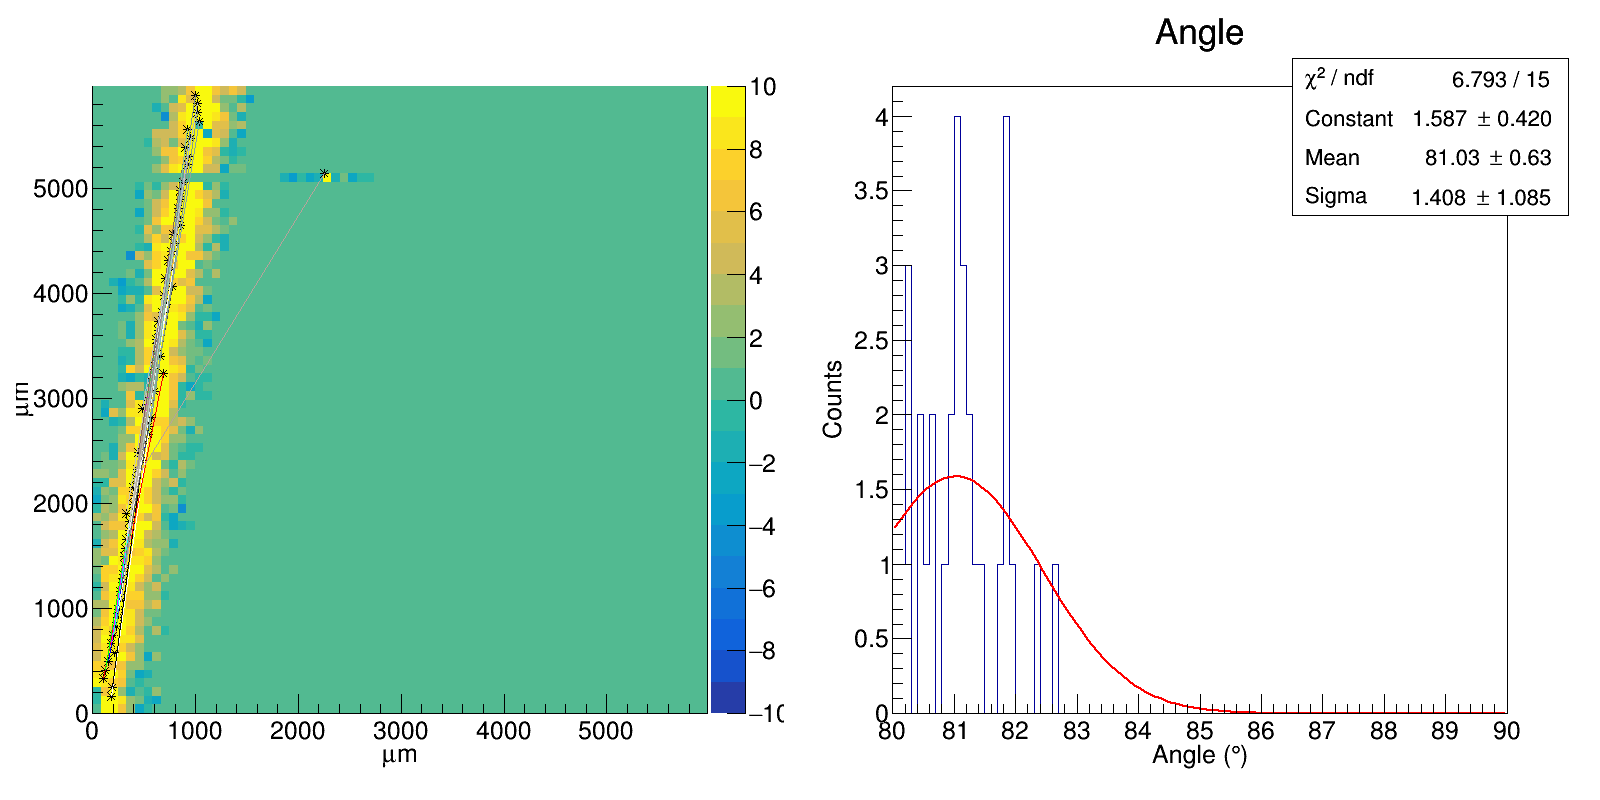 Angle
χ² / ndf 6.793 / 15
Constant 1.587 ± 0.420
Mean 81.03 ± 0.63
Sigma 1.408 ± 1.085
5000
4000
3000
2000
1000
0
μm
0 1000 2000 3000 4000 5000
μm
10
8
6
4
2
0
−2
−4
−6
−8
−10
4
3.5
3
2.5
2
1.5
1
0.5
0
Counts
80 81 82 83 84 85 86 87 88 89 90
Angle (°)